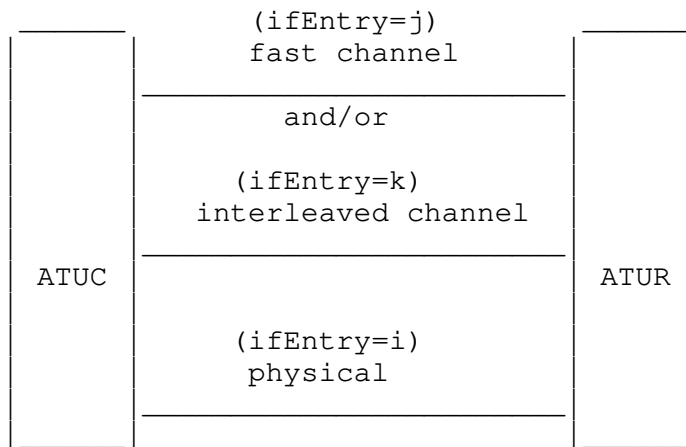 (ifEntry=j)
fast channel
and/or
(ifEntry=k)
interleaved channel
ATUC ATUR
(ifEntry=i)
physical